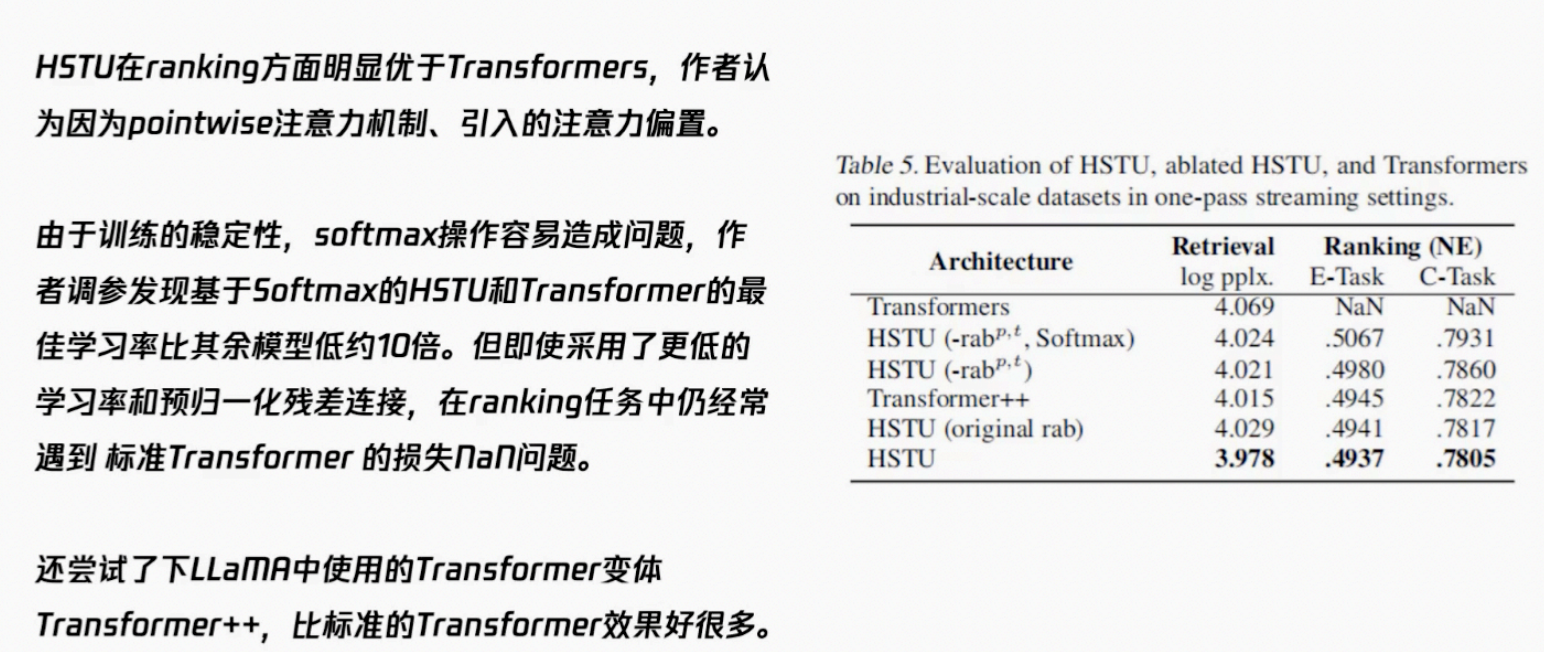 HSTU在ranking方面明显优于Transformers，作者认
为因为pointwise注意力机制、引入的注意力偏置。
由于训练的稳定性，softmax操作容易造成问题，作
者调参发现基于Softmax的HSTU和Transformer的最
佳学习率比其余模型低约10倍。但即使采用了更低的
学习率和预归一化残差连接，在ranking任务中仍经常
遇到 标准Transformer 的损失NaN问题。
还尝试了下LLaMA中使用的Transformer变体
Transformer++，比标准的Transformer效果好很多。
Table 5. Evaluation of HSTU, ablated HSTU, and Transformers
on industrial-scale datasets in one-pass streaming settings.
Architecture Retrieval Ranking (NE)
log pplx. E-Task C-Task
Transformers 4.069 NaN NaN
HSTU (-rab^{p,t}, Softmax) 4.024 .5067 .7931
HSTU (-rab^{p,t}) 4.021 .4980 .7860
Transformer++ 4.015 .4945 .7822
HSTU (original rab) 4.029 .4941 .7817
HSTU 3.978 .4937 .7805